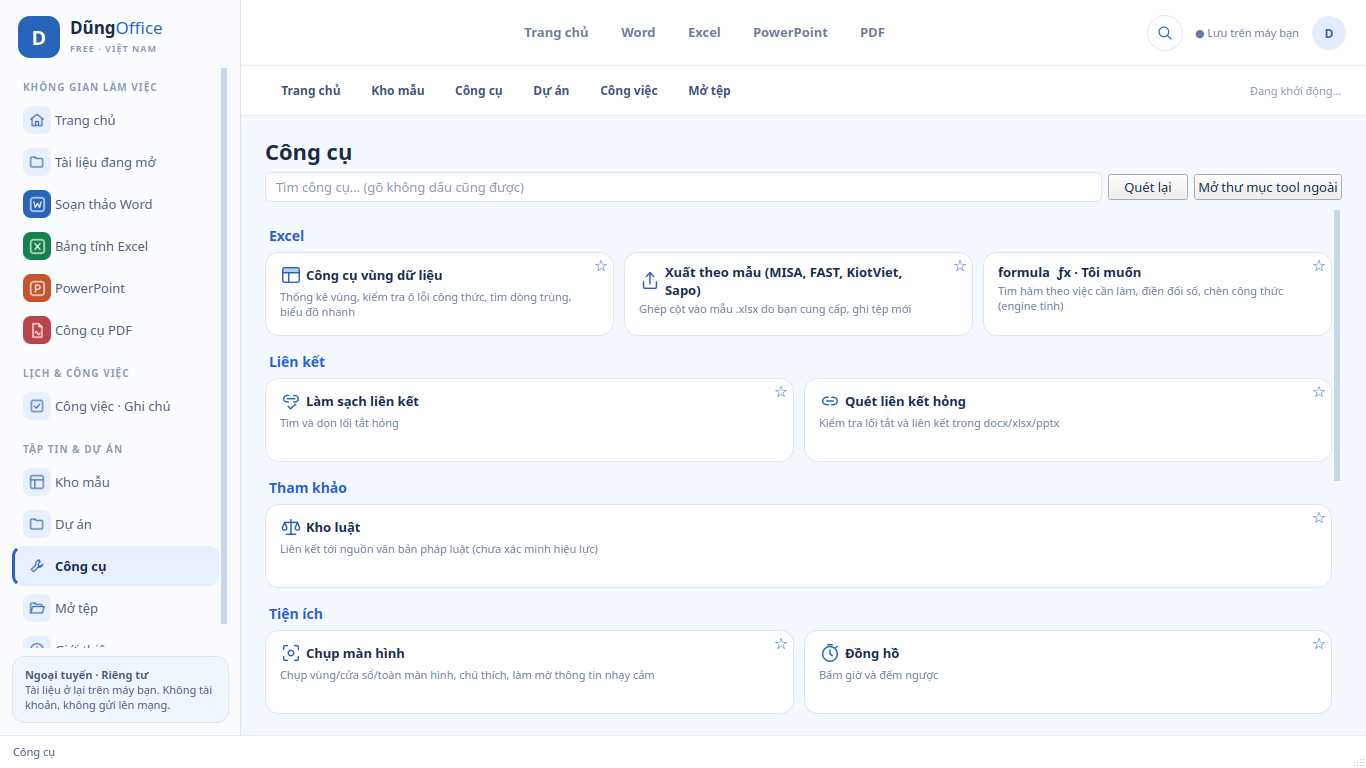 D
DũngOffice
FREE · VIỆT NAM
KHÔNG GIAN LÀM VIỆC
Trang chủ
Tài liệu đang mở
Soạn thảo Word
Bảng tính Excel
PowerPoint
Công cụ PDF
LỊCH & CÔNG VIỆC
Công việc · Ghi chú
TẬP TIN & DỰ ÁN
Kho mẫu
Dự án
Công cụ
Mở tệp
Ngoại tuyến · Riêng tư
Tài liệu ở lại trên máy bạn. Không tài
khoản, không gửi lên mạng.
Trang chủ Word Excel PowerPoint PDF
Lưu trên máy bạn
D
Trang chủ Kho mẫu Công cụ Dự án Công việc Mở tệp
Đang khởi động...
Công cụ
Tìm công cụ... (gõ không dấu cũng được)
Quét lại
Mở thư mục tool ngoài
Excel
Công cụ vùng dữ liệu
Thống kê vùng, kiểm tra ô lỗi công thức, tìm dòng trùng,
biểu đồ nhanh
Xuất theo mẫu (MISA, FAST, KiotViet,
Sapo)
Ghép cột vào mẫu .xlsx do bạn cung cấp, ghi tệp mới
formula ƒx · Tôi muốn
Tìm hàm theo việc cần làm, điền đối số, chèn công thức
(engine tính)
Liên kết
Làm sạch liên kết
Tìm và dọn lối tắt hỏng
Quét liên kết hỏng
Kiểm tra lối tắt và liên kết trong docx/xlsx/pptx
Tham khảo
Kho luật
Liên kết tới nguồn văn bản pháp luật (chưa xác minh hiệu lực)
Tiện ích
Chụp màn hình
Chụp vùng/cửa sổ/toàn màn hình, chú thích, làm mờ thông tin nhạy cảm
Đồng hồ
Bấm giờ và đếm ngược
Công cụ